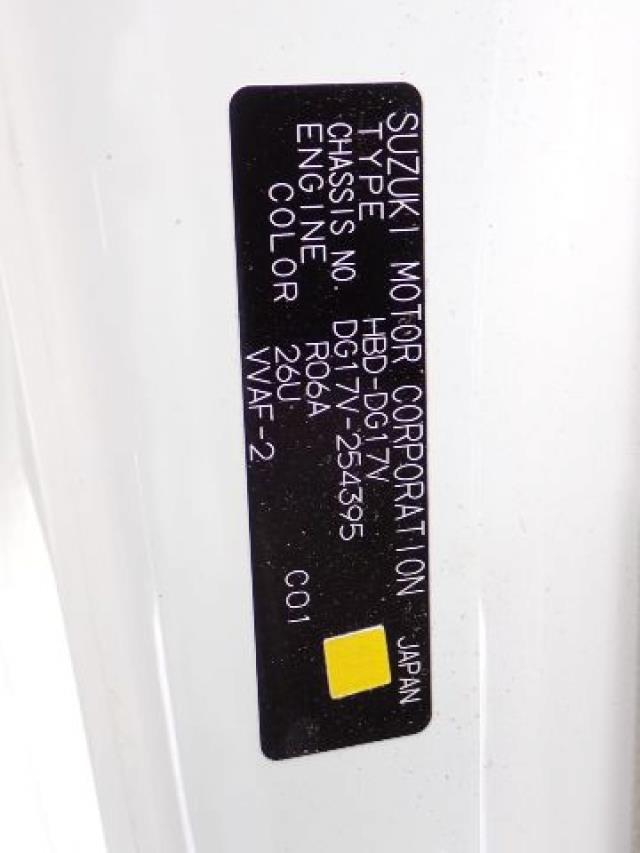 SUZUKI MOTOR CORPORATION JAPAN
TYPE HBD-DG17V
CHASSIS NO. DG17V-254395
ENGINE R06A
COLOR 26U
VVAF-2 C01